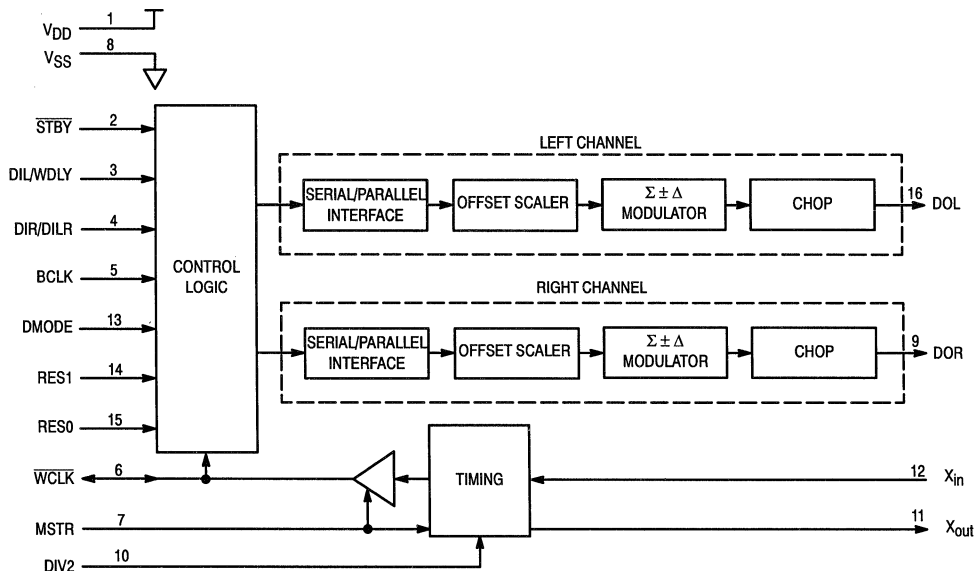 1
VDD
8
VSS
STBY
2
DIL/WDLY
3
DIR/DILR
4
BCLK
5
DMODE
13
RES1
14
RES0
15
CONTROL
LOGIC
LEFT CHANNEL
SERIAL/PARALLEL
INTERFACE
OFFSET SCALER
Σ ± Δ
MODULATOR
CHOP
16
DOL
RIGHT CHANNEL
SERIAL/PARALLEL
INTERFACE
OFFSET SCALER
Σ ± Δ
MODULATOR
CHOP
9
DOR
WCLK
6
TIMING
12
Xin
MSTR
7
11
Xout
DIV2
10